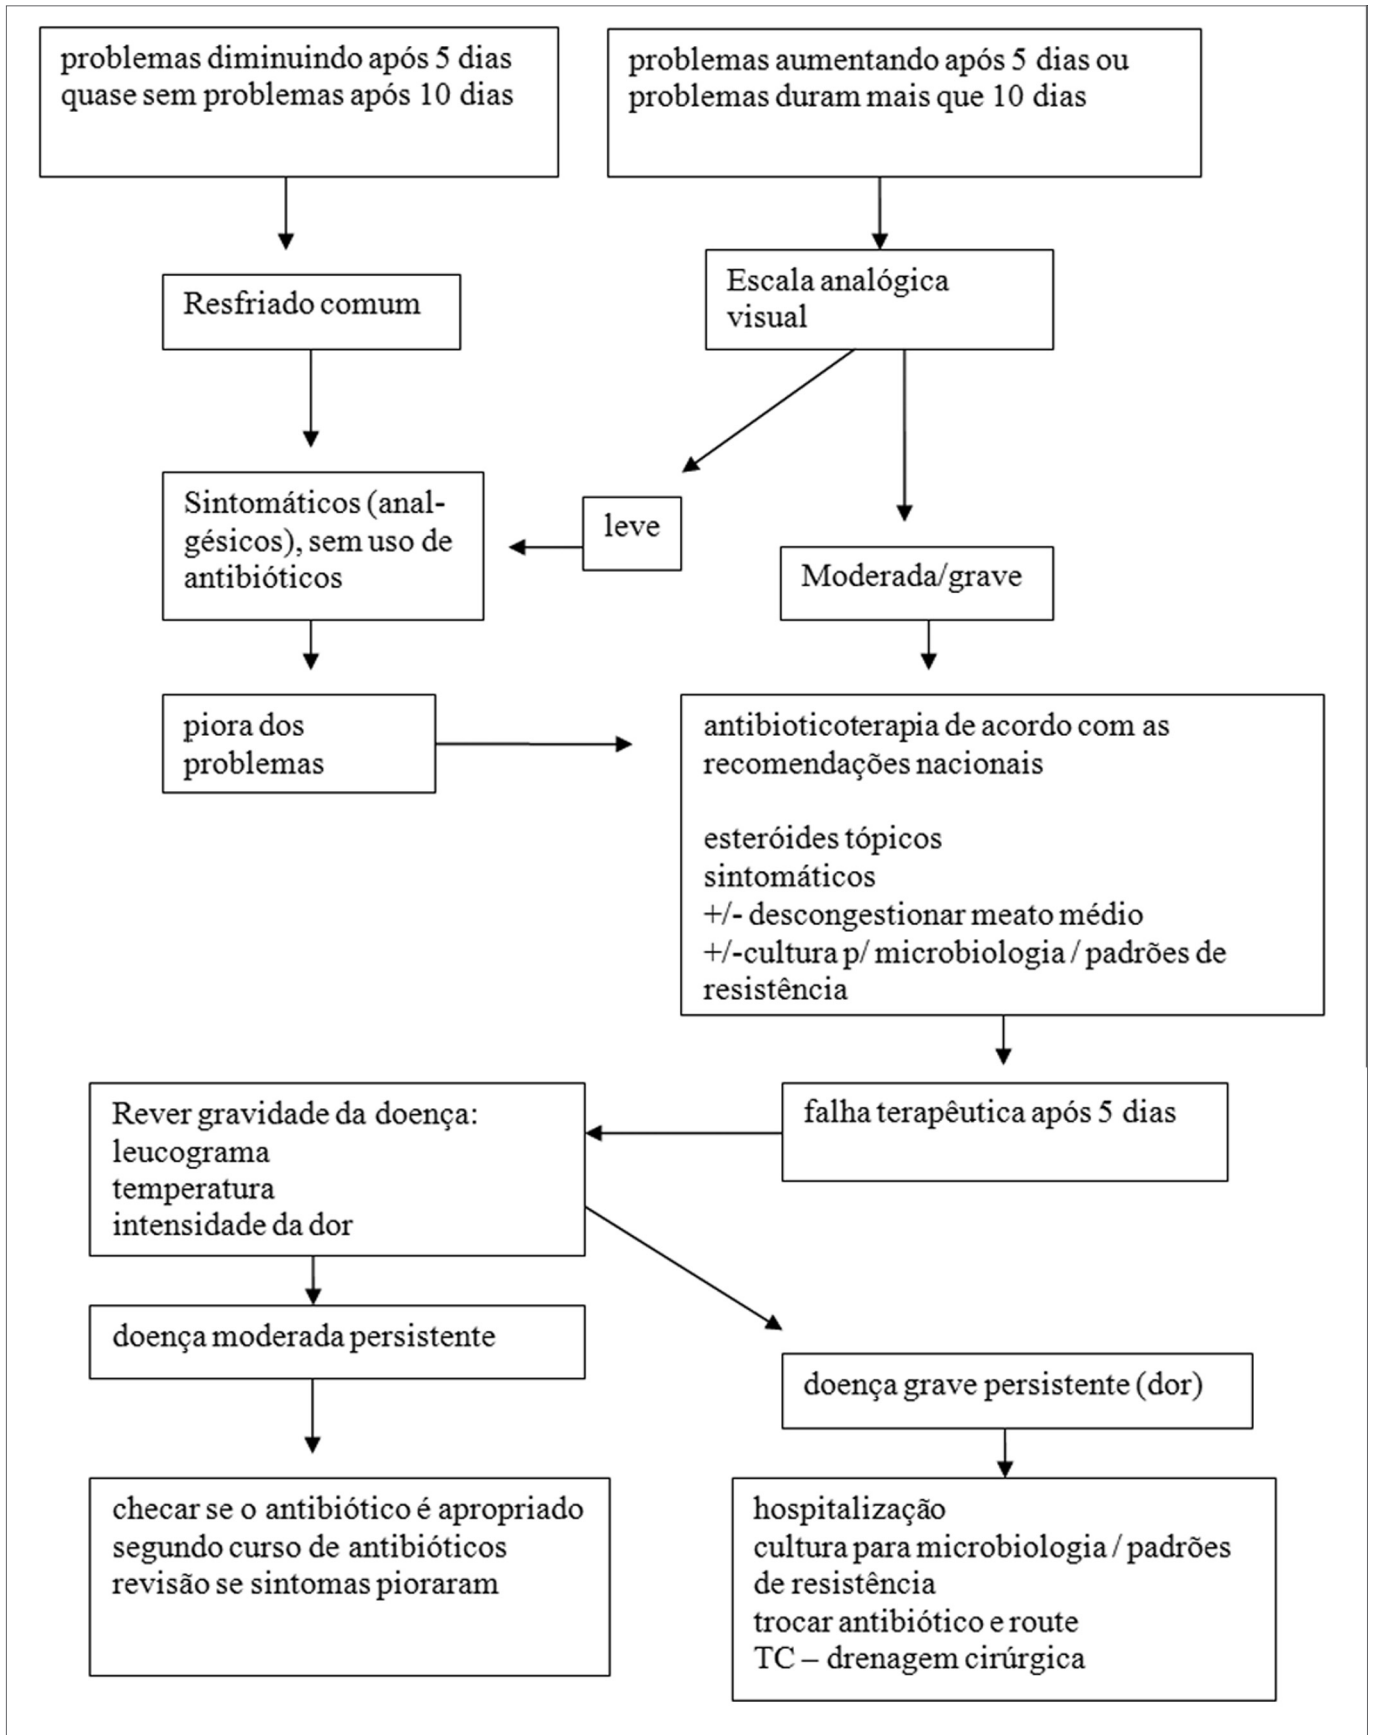 problemas diminuindo após 5 dias
quase sem problemas após 10 dias
problemas aumentando após 5 dias ou
problemas duram mais que 10 dias
Resfriado comum
Escala analógica
visual
Sintomáticos (anal-
gésicos), sem uso de
antibióticos
leve
Moderada/grave
piora dos
problemas
antibioticoterapia de acordo com as
recomendações nacionais
esteróides tópicos
sintomáticos
+/- descongestionar meato médio
+/-cultura p/ microbiologia / padrões de
resistência
falha terapêutica após 5 dias
Rever gravidade da doença:
leucograma
temperatura
intensidade da dor
doença moderada persistente
doença grave persistente (dor)
checar se o antibiótico é apropriado
segundo curso de antibióticos
revisão se sintomas pioraram
hospitalização
cultura para microbiologia / padrões
de resistência
trocar antibiótico e route
TC – drenagem cirúrgica